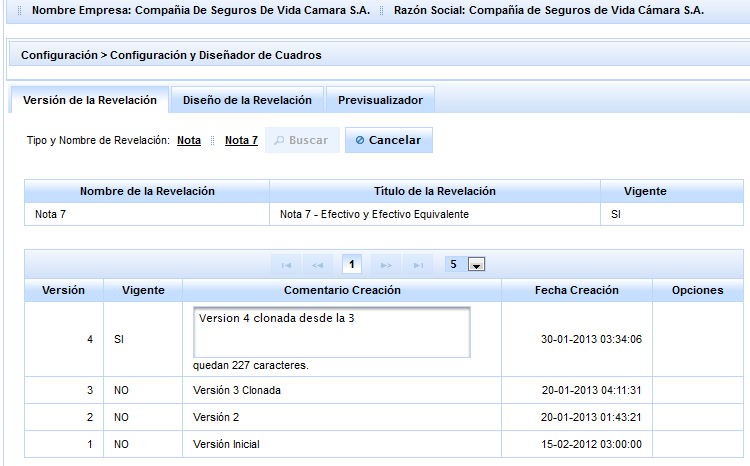 Nombre Empresa: Compañia De Seguros De Vida Camara S.A. Razón Social: Compañía de Seguros de Vida Cámara S.A.
Configuración > Configuración y Diseñador de Cuadros
Versión de la Revelación Diseño de la Revelación Previsualizador
Tipo y Nombre de Revelación: Nota Nota 7 Buscar Cancelar
Nombre de la Revelación Título de la Revelación Vigente
Nota 7 Nota 7 - Efectivo y Efectivo Equivalente SI
1 5
Versión Vigente Comentario Creación Fecha Creación Opciones
4 SI Version 4 clonada desde la 3 30-01-2013 03:34:06
quedan 227 caracteres.
3 NO Versión 3 Clonada 20-01-2013 04:11:31
2 NO Versión 2 20-01-2013 01:43:21
1 NO Versión Inicial 15-02-2012 03:00:00